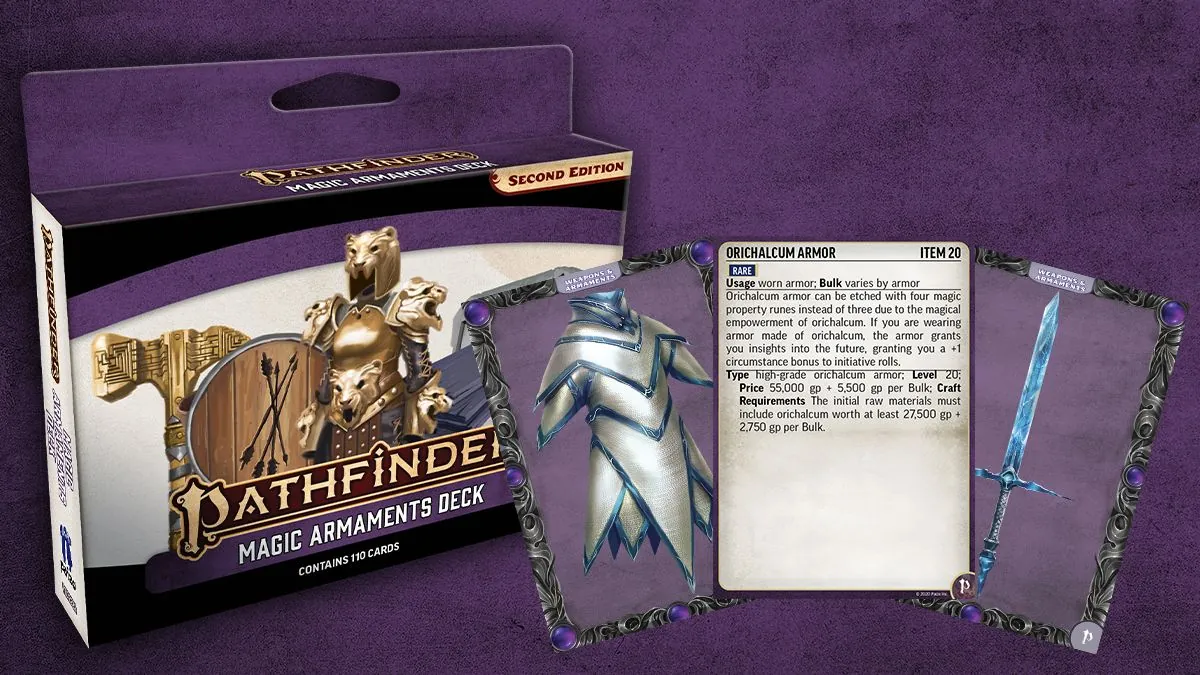 PATHFINDER
MAGIC ARMAMENTS DECK
SECOND EDITION
PATHFINDER
PATHFINDER
MAGIC ARMAMENTS DECK
CONTAINS 110 CARDS
WEAPONS &
ARMAMENTS
ORICHALCUM ARMOR ITEM 20
RARE
Usage worn armor; Bulk varies by armor
Orichalcum armor can be etched with four magic
property runes instead of three due to the magical
empowerment of orichalcum. If you are wearing
armor made of orichalcum, the armor grants
you insights into the future, granting you a +1
circumstance bonus to initiative rolls.
Type high-grade orichalcum armor; Level 20;
Price 55,000 gp + 5,500 gp per Bulk; Craft
Requirements The initial raw materials must
include orichalcum worth at least 27,500 gp +
2,750 gp per Bulk.
© 2020 Paizo Inc.
WEAPONS &
ARMAMENTS